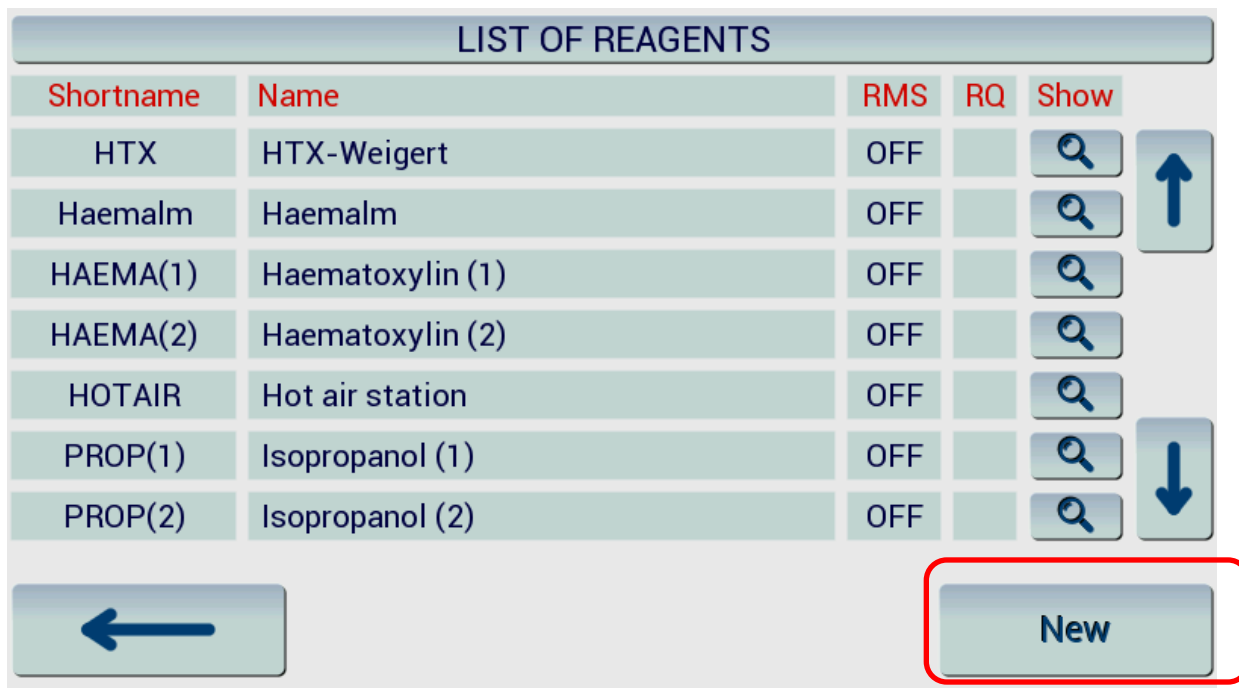 LIST OF REAGENTS
Shortname Name RMS RQ Show
HTX HTX-Weigert OFF
Haemalm Haemalm OFF
HAEMA(1) Haematoxylin (1) OFF
HAEMA(2) Haematoxylin (2) OFF
HOTAIR Hot air station OFF
PROP(1) Isopropanol (1) OFF
PROP(2) Isopropanol (2) OFF
New